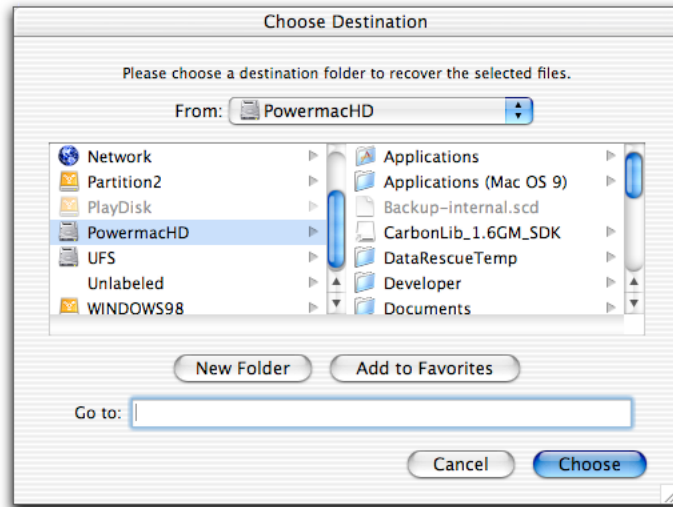 Choose Destination
Please choose a destination folder to recover the selected files.
From: PowermacHD
Network
Partition2
PlayDisk
PowermacHD
UFS
Unlabeled
WINDOWS98
Applications
Applications (Mac OS 9)
Backup-internal.scd
CarbonLib_1.6GM_SDK
DataRescueTemp
Developer
Documents
New Folder
Add to Favorites
Go to:
Cancel
Choose